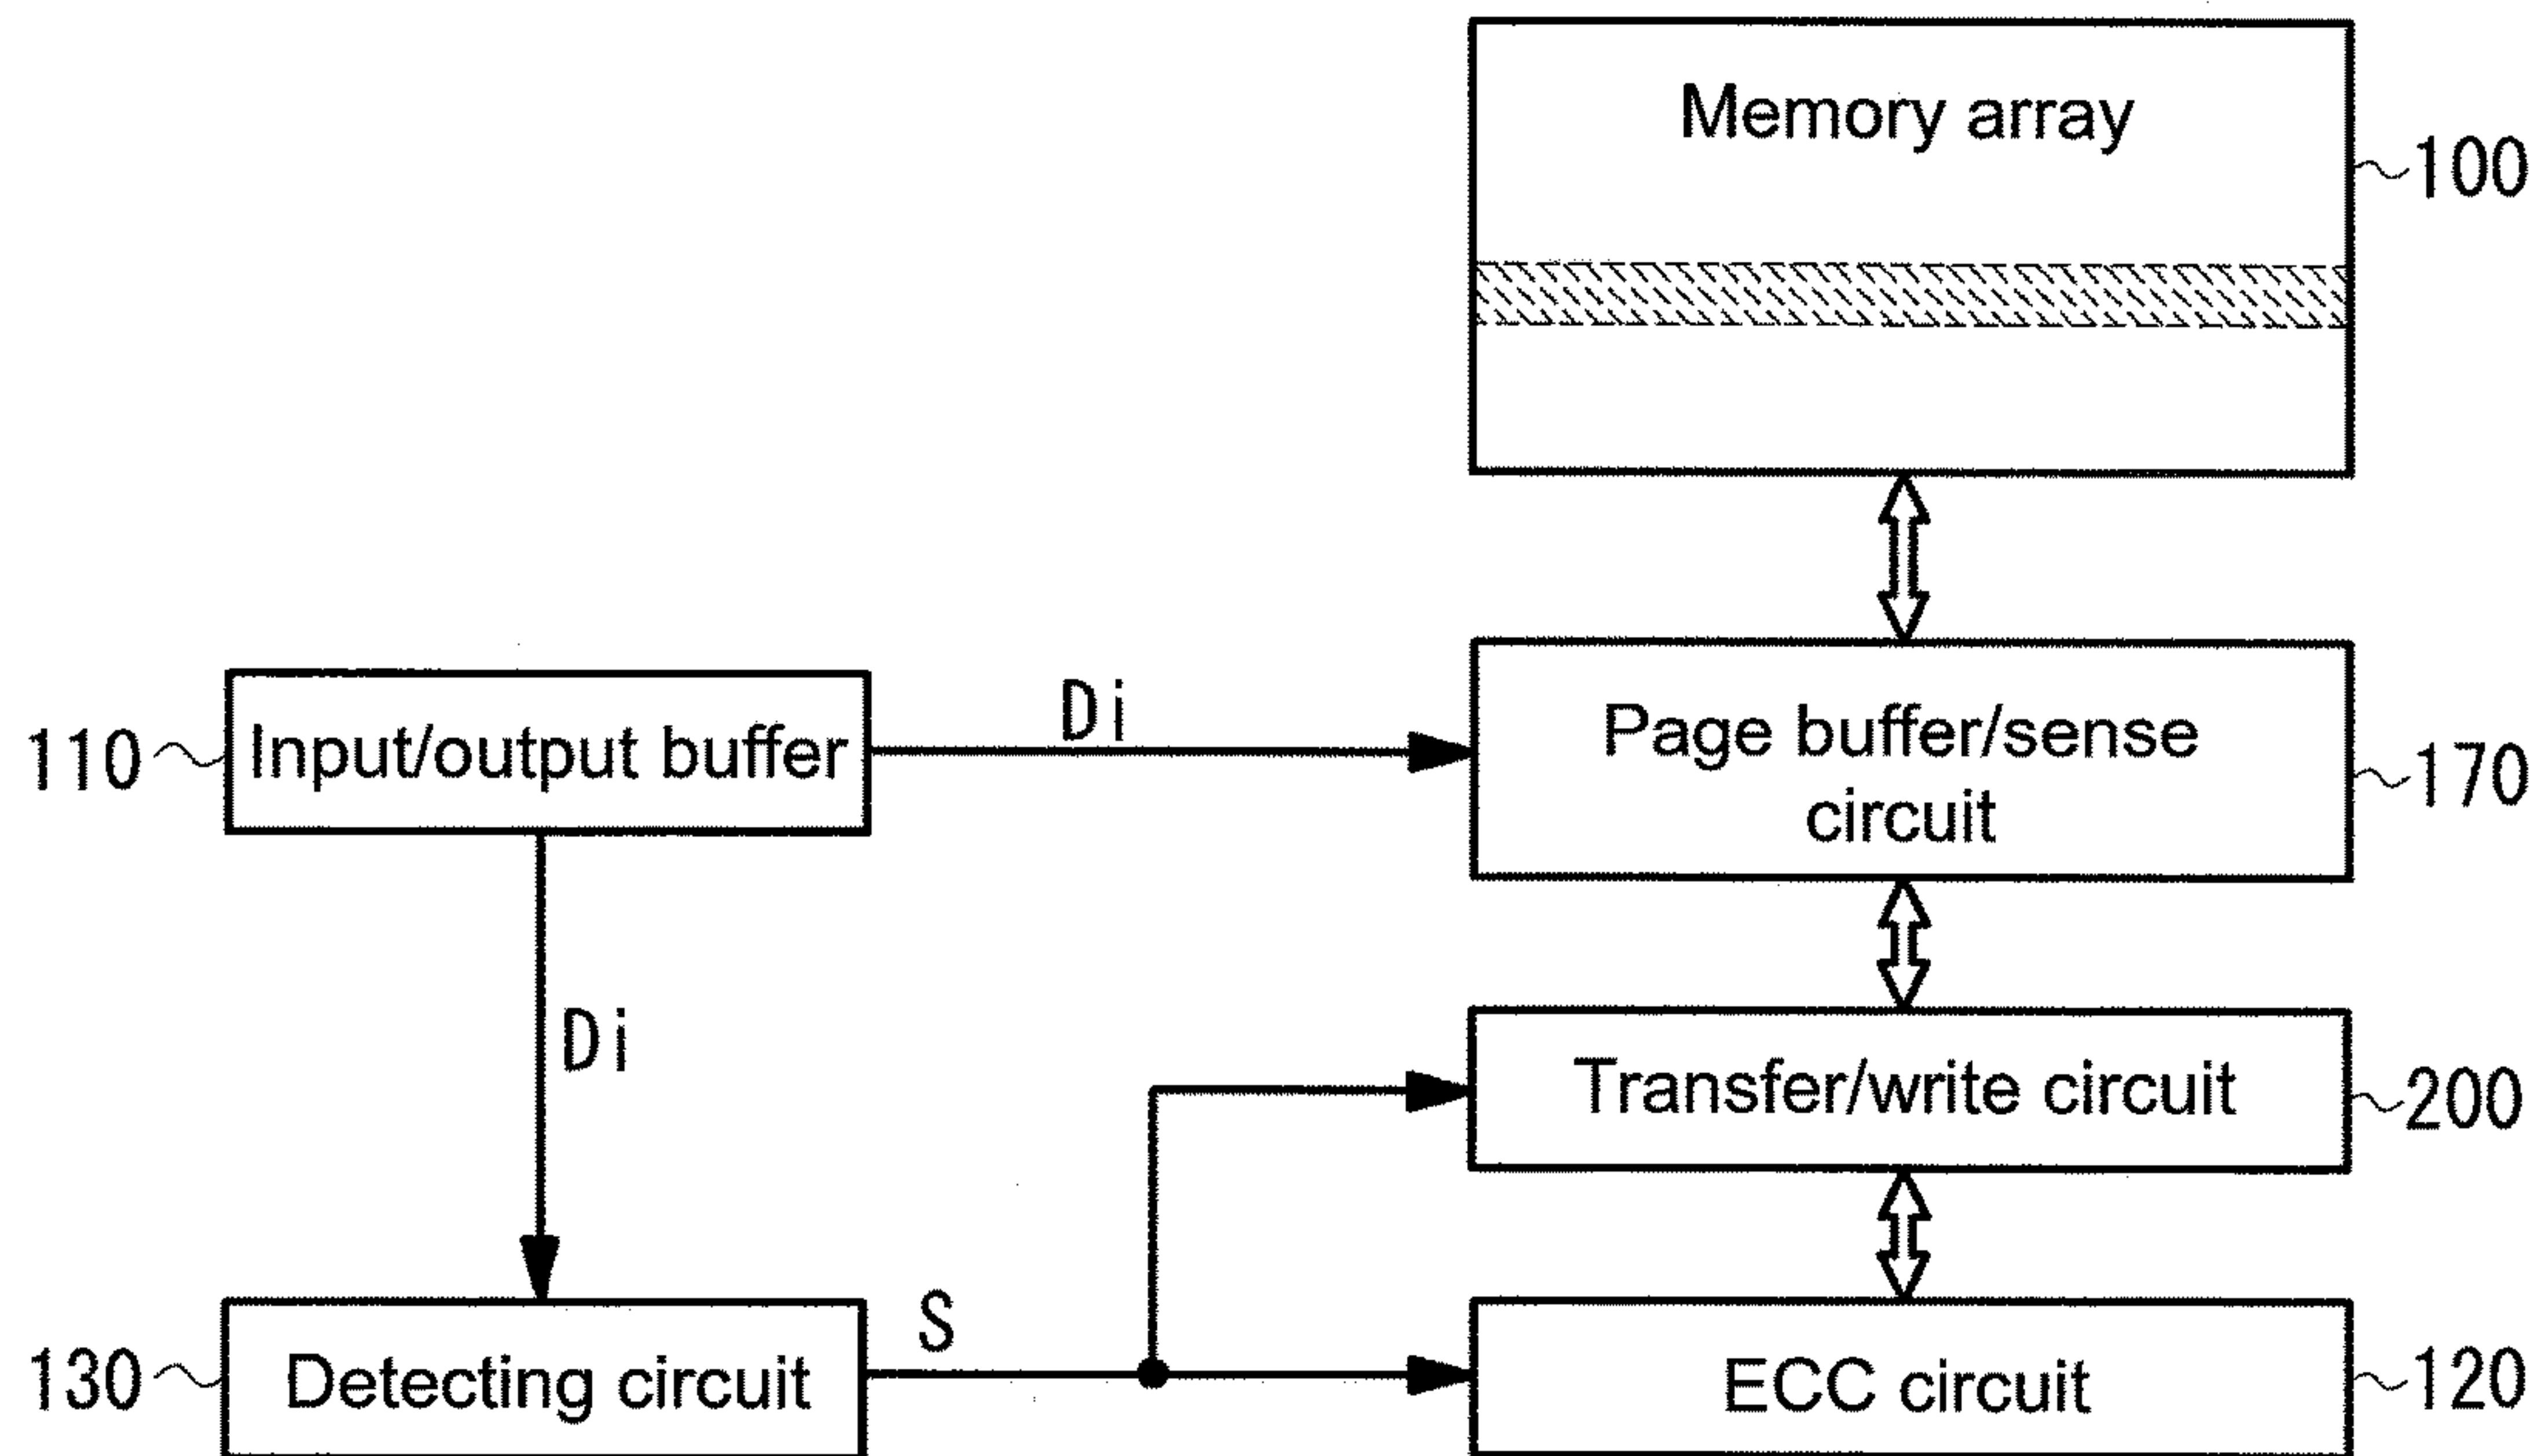 Memory array
100
Di
Input/output buffer
110
Page buffer/sense
circuit
170
Di
Transfer/write circuit
200
S
Detecting circuit
130
ECC circuit
120